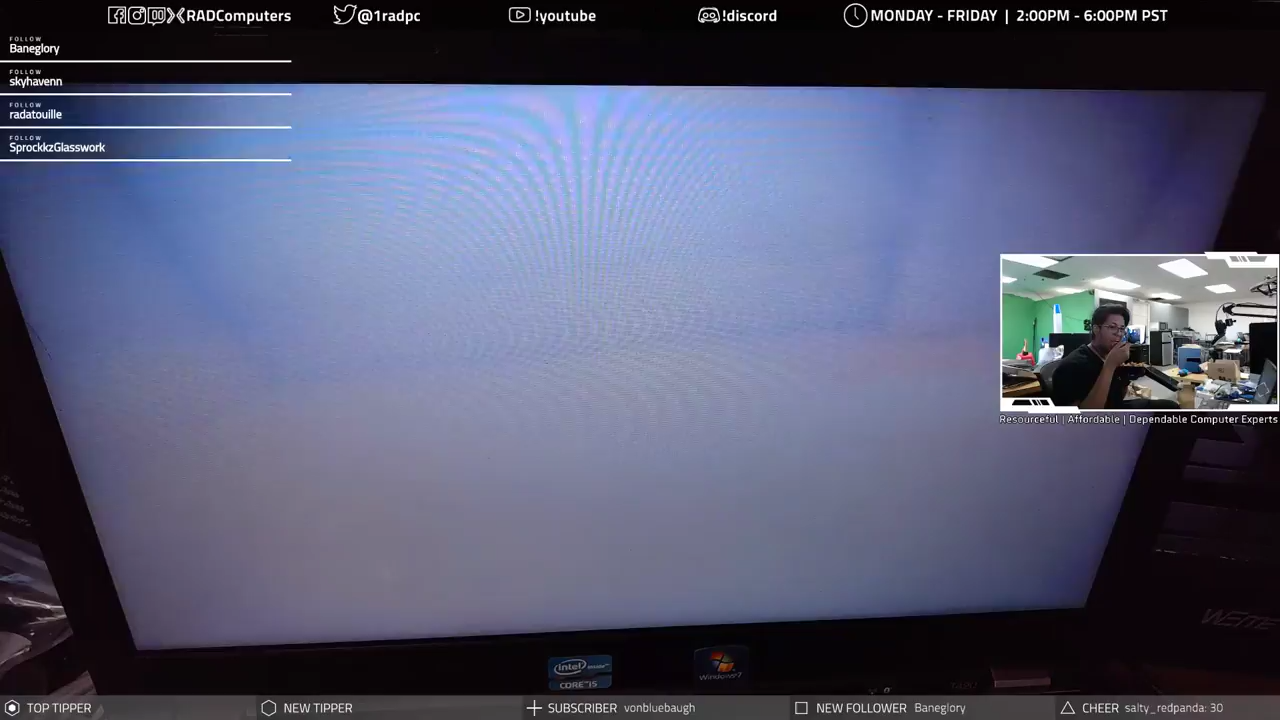 RADComputers
@1radpc
!youtube
!discord
MONDAY - FRIDAY | 2:00PM - 6:00PM PST
FOLLOW
Baneglory
FOLLOW
skyhavenn
FOLLOW
radatouille
FOLLOW
SprockkzGlasswork
Resourceful | Affordable | Dependable Computer Experts
intel inside
CORE i5
Windows 7
TOP TIPPER
NEW TIPPER
SUBSCRIBER vonbluebaugh
NEW FOLLOWER Baneglory
CHEER salty_redpanda: 30